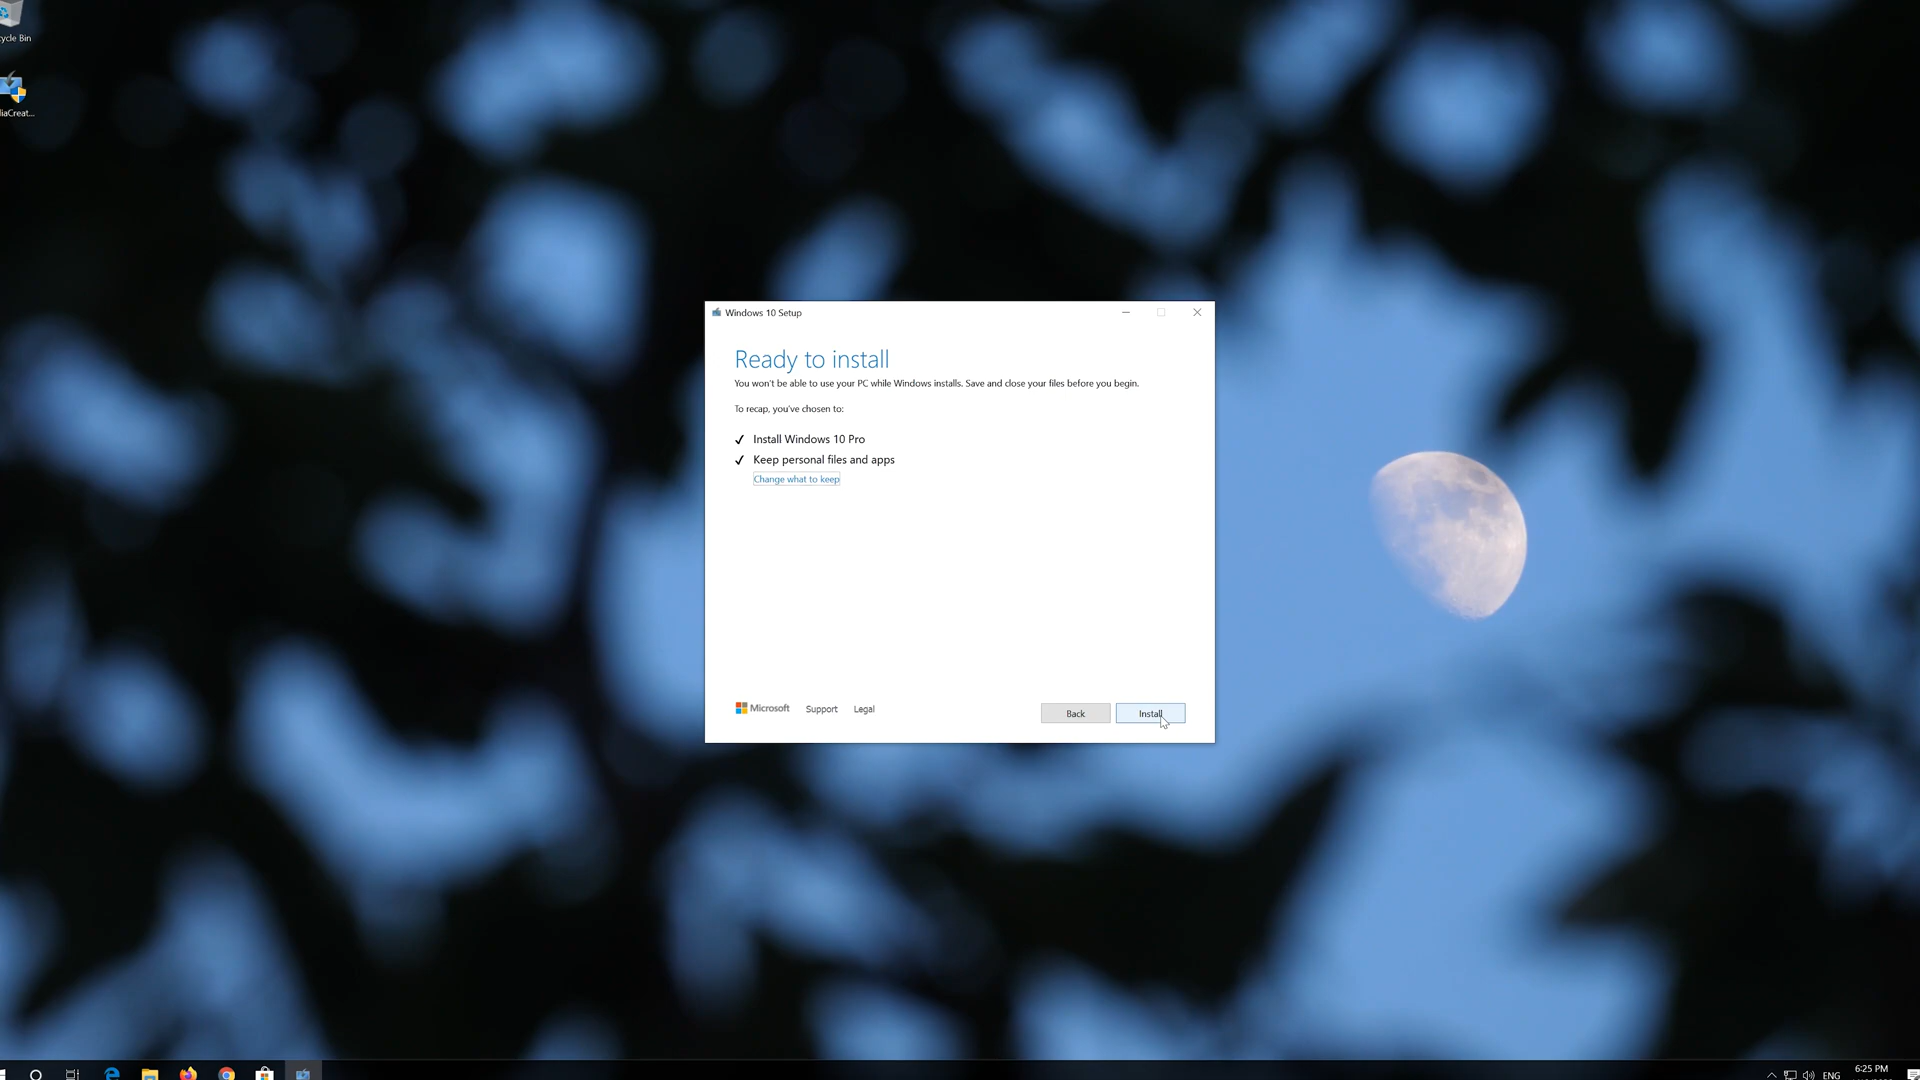 ycle Bin
iaCreat...
Windows 10 Setup
Ready to install
You won't be able to use your PC while Windows installs. Save and close your files before you begin.
To recap, you've chosen to:
Install Windows 10 Pro
Keep personal files and apps
Change what to keep
Microsoft
Support
Legal
Back
Install
ENG
6:25 PM